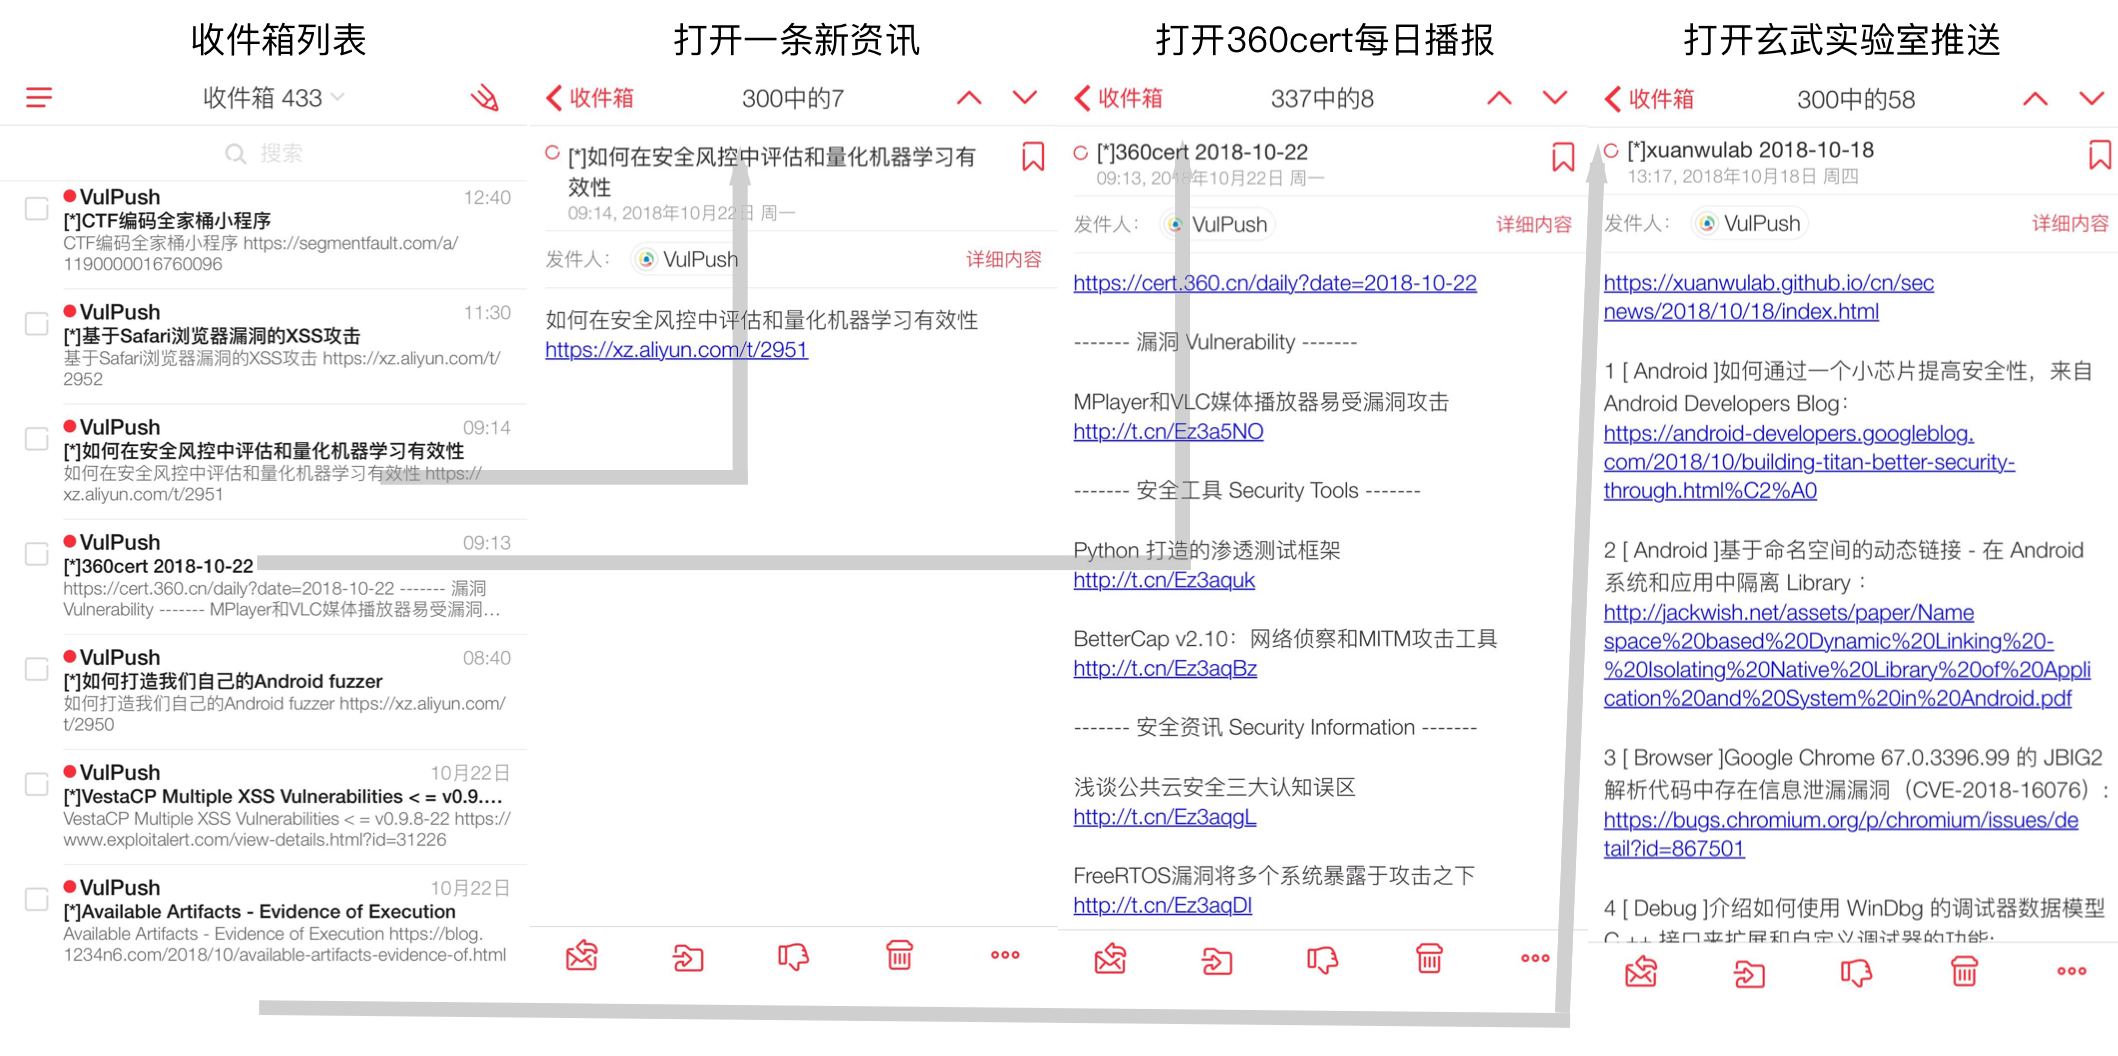 收件箱列表
收件箱 433
搜索
VulPush 12:40
[*]CTF编码全家桶小程序
CTF编码全家桶小程序 https://segmentfault.com/a/
1190000016760096
VulPush 11:30
[*]基于Safari浏览器漏洞的XSS攻击
基于Safari浏览器漏洞的XSS攻击 https://xz.aliyun.com/t/
2952
VulPush 09:14
[*]如何在安全风控中评估和量化机器学习有效性
如何在安全风控中评估和量化机器学习有效性 https://
xz.aliyun.com/t/2951
VulPush 09:13
[*]360cert 2018-10-22
https://cert.360.cn/daily?date=2018-10-22 ------- 漏洞
Vulnerability ------- MPlayer和VLC媒体播放器易受漏洞...
VulPush 08:40
[*]如何打造我们自己的Android fuzzer
如何打造我们自己的Android fuzzer https://xz.aliyun.com/
t/2950
VulPush 10月22日
[*]VestaCP Multiple XSS Vulnerabilities < = v0.9....
VestaCP Multiple XSS Vulnerabilities < = v0.9.8-22 https://
www.exploitalert.com/view-details.html?id=31226
VulPush 10月22日
[*]Available Artifacts - Evidence of Execution
Available Artifacts - Evidence of Execution https://blog.
1234n6.com/2018/10/available-artifacts-evidence-of.html
打开一条新资讯
收件箱 300中的7
[*]如何在安全风控中评估和量化机器学习有
效性
09:14, 2018年10月22日 周一
发件人： VulPush 详细内容
如何在安全风控中评估和量化机器学习有效性
https://xz.aliyun.com/t/2951
打开360cert每日播报
收件箱 337中的8
[*]360cert 2018-10-22
09:13, 2018年10月22日 周一
发件人： VulPush 详细内容
https://cert.360.cn/daily?date=2018-10-22
------- 漏洞 Vulnerability -------
MPlayer和VLC媒体播放器易受漏洞攻击
http://t.cn/Ez3a5NO
------- 安全工具 Security Tools -------
Python 打造的渗透测试框架
http://t.cn/Ez3aquk
BetterCap v2.10：网络侦察和MITM攻击工具
http://t.cn/Ez3aqBz
------- 安全资讯 Security Information -------
浅谈公共云安全三大认知误区
http://t.cn/Ez3aqgL
FreeRTOS漏洞将多个系统暴露于攻击之下
http://t.cn/Ez3aqDl
打开玄武实验室推送
收件箱 300中的58
[*]xuanwulab 2018-10-18
13:17, 2018年10月18日 周四
发件人： VulPush 详细内容
https://xuanwulab.github.io/cn/sec
news/2018/10/18/index.html
1 [ Android ]如何通过一个小芯片提高安全性，来自
Android Developers Blog：
https://android-developers.googleblog.
com/2018/10/building-titan-better-security-
through.html%C2%A0
2 [ Android ]基于命名空间的动态链接 - 在 Android
系统和应用中隔离 Library：
http://jackwish.net/assets/paper/Name
space%20based%20Dynamic%20Linking%20-
%20Isolating%20Native%20Library%20of%20Appli
cation%20and%20System%20in%20Android.pdf
3 [ Browser ]Google Chrome 67.0.3396.99 的 JBIG2
解析代码中存在信息泄漏漏洞（CVE-2018-16076）:
https://bugs.chromium.org/p/chromium/issues/de
tail?id=867501
4 [ Debug ]介绍如何使用 WinDbg 的调试器数据模型
C ++ 接口来扩展和自定义调试器的功能: